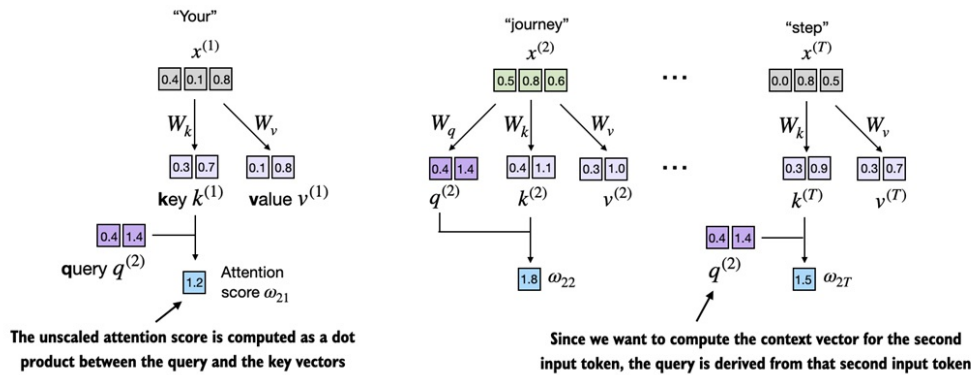 "Your"
x(1)
0.4 0.1 0.8
Wk Wv
0.3 0.7
0.1 0.8
key k(1)
value v(1)
0.4 1.4
query q(2)
1.2
Attention
score ω21
The unscaled attention score is computed as a dot
product between the query and the key vectors
"journey"
x(2)
0.5 0.8 0.6
Wq Wk Wv
0.4 1.4
0.4 1.1
0.3 1.0
q(2)
k(2)
v(2)
1.8
ω22
...
...
"step"
x(T)
0.0 0.8 0.5
Wk Wv
0.3 0.9
0.3 0.7
k(T)
v(T)
0.4 1.4
q(2)
1.5
ω2T
Since we want to compute the context vector for the second
input token, the query is derived from that second input token